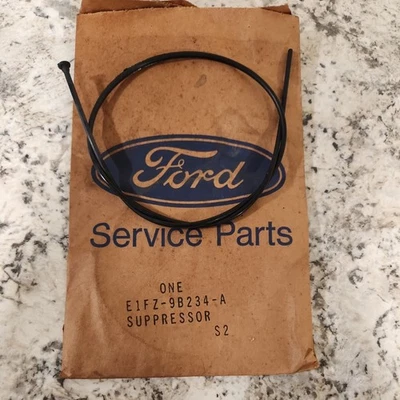 Ford
Service Parts
ONE
E1FZ-9B234-A
SUPPRESSOR
S2